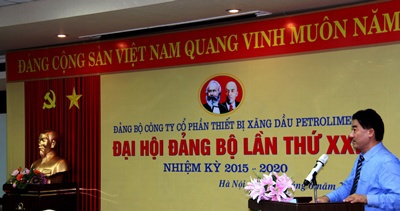 ĐẢNG CỘNG SẢN VIỆT NAM QUANG VINH MUÔN NĂM
ĐẢNG BỘ CÔNG TY CỔ PHẦN THIẾT BỊ XĂNG DẦU
ĐẠI HỘI ĐẢNG BỘ LẦN THỨ
NHIỆM KỲ 2015 - 2020
Hà Nội